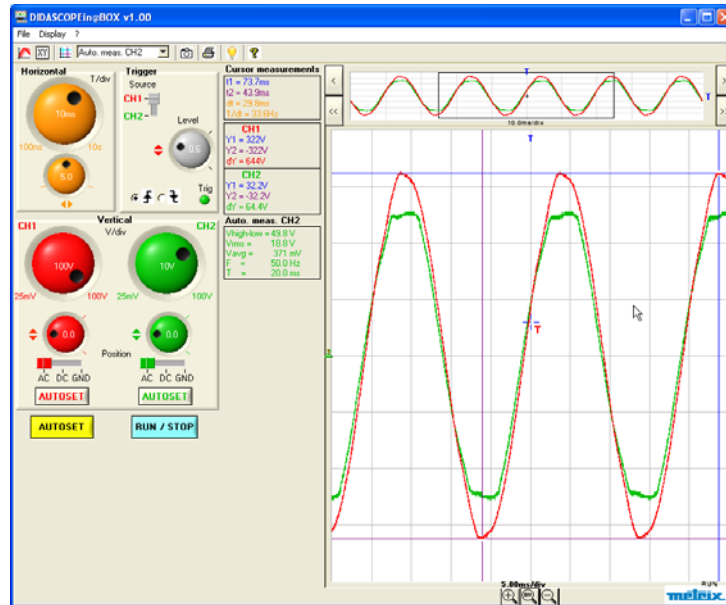 DIDASCOPEin@BOX v1.00
File Display ?
XY
Auto. meas. CH2
Horizontal
T/div
10ms
100ns
10s
5.0
Trigger
Source
CH1
CH2
Level
0.6
Trig
Vertical
CH1
V/div
CH2
100V
10V
25mV
100V
25mV
100V
0.0
0.0
Position
AC DC GND
AC DC GND
AUTOSET
AUTOSET
AUTOSET
RUN / STOP
Cursor measurements
t1 = 73.7ms
t2 = 43.9ms
dt = 29.8ms
1/dt = 33.6Hz
CH1
Y1 = 322V
Y2 = -322V
dY = 644V
CH2
Y1 = 32.2V
Y2 = -32.2V
dY = 64.4V
Auto. meas. CH2
Vhigh-low = 49.8 V
Vrms = 18.8 V
Vavg = 371 mV
F = 50.0 Hz
T = 20.0 ms
<
<<
>
>>
T
T
10.0ms/div
T
T
5.00ms/div
RUN
metrix